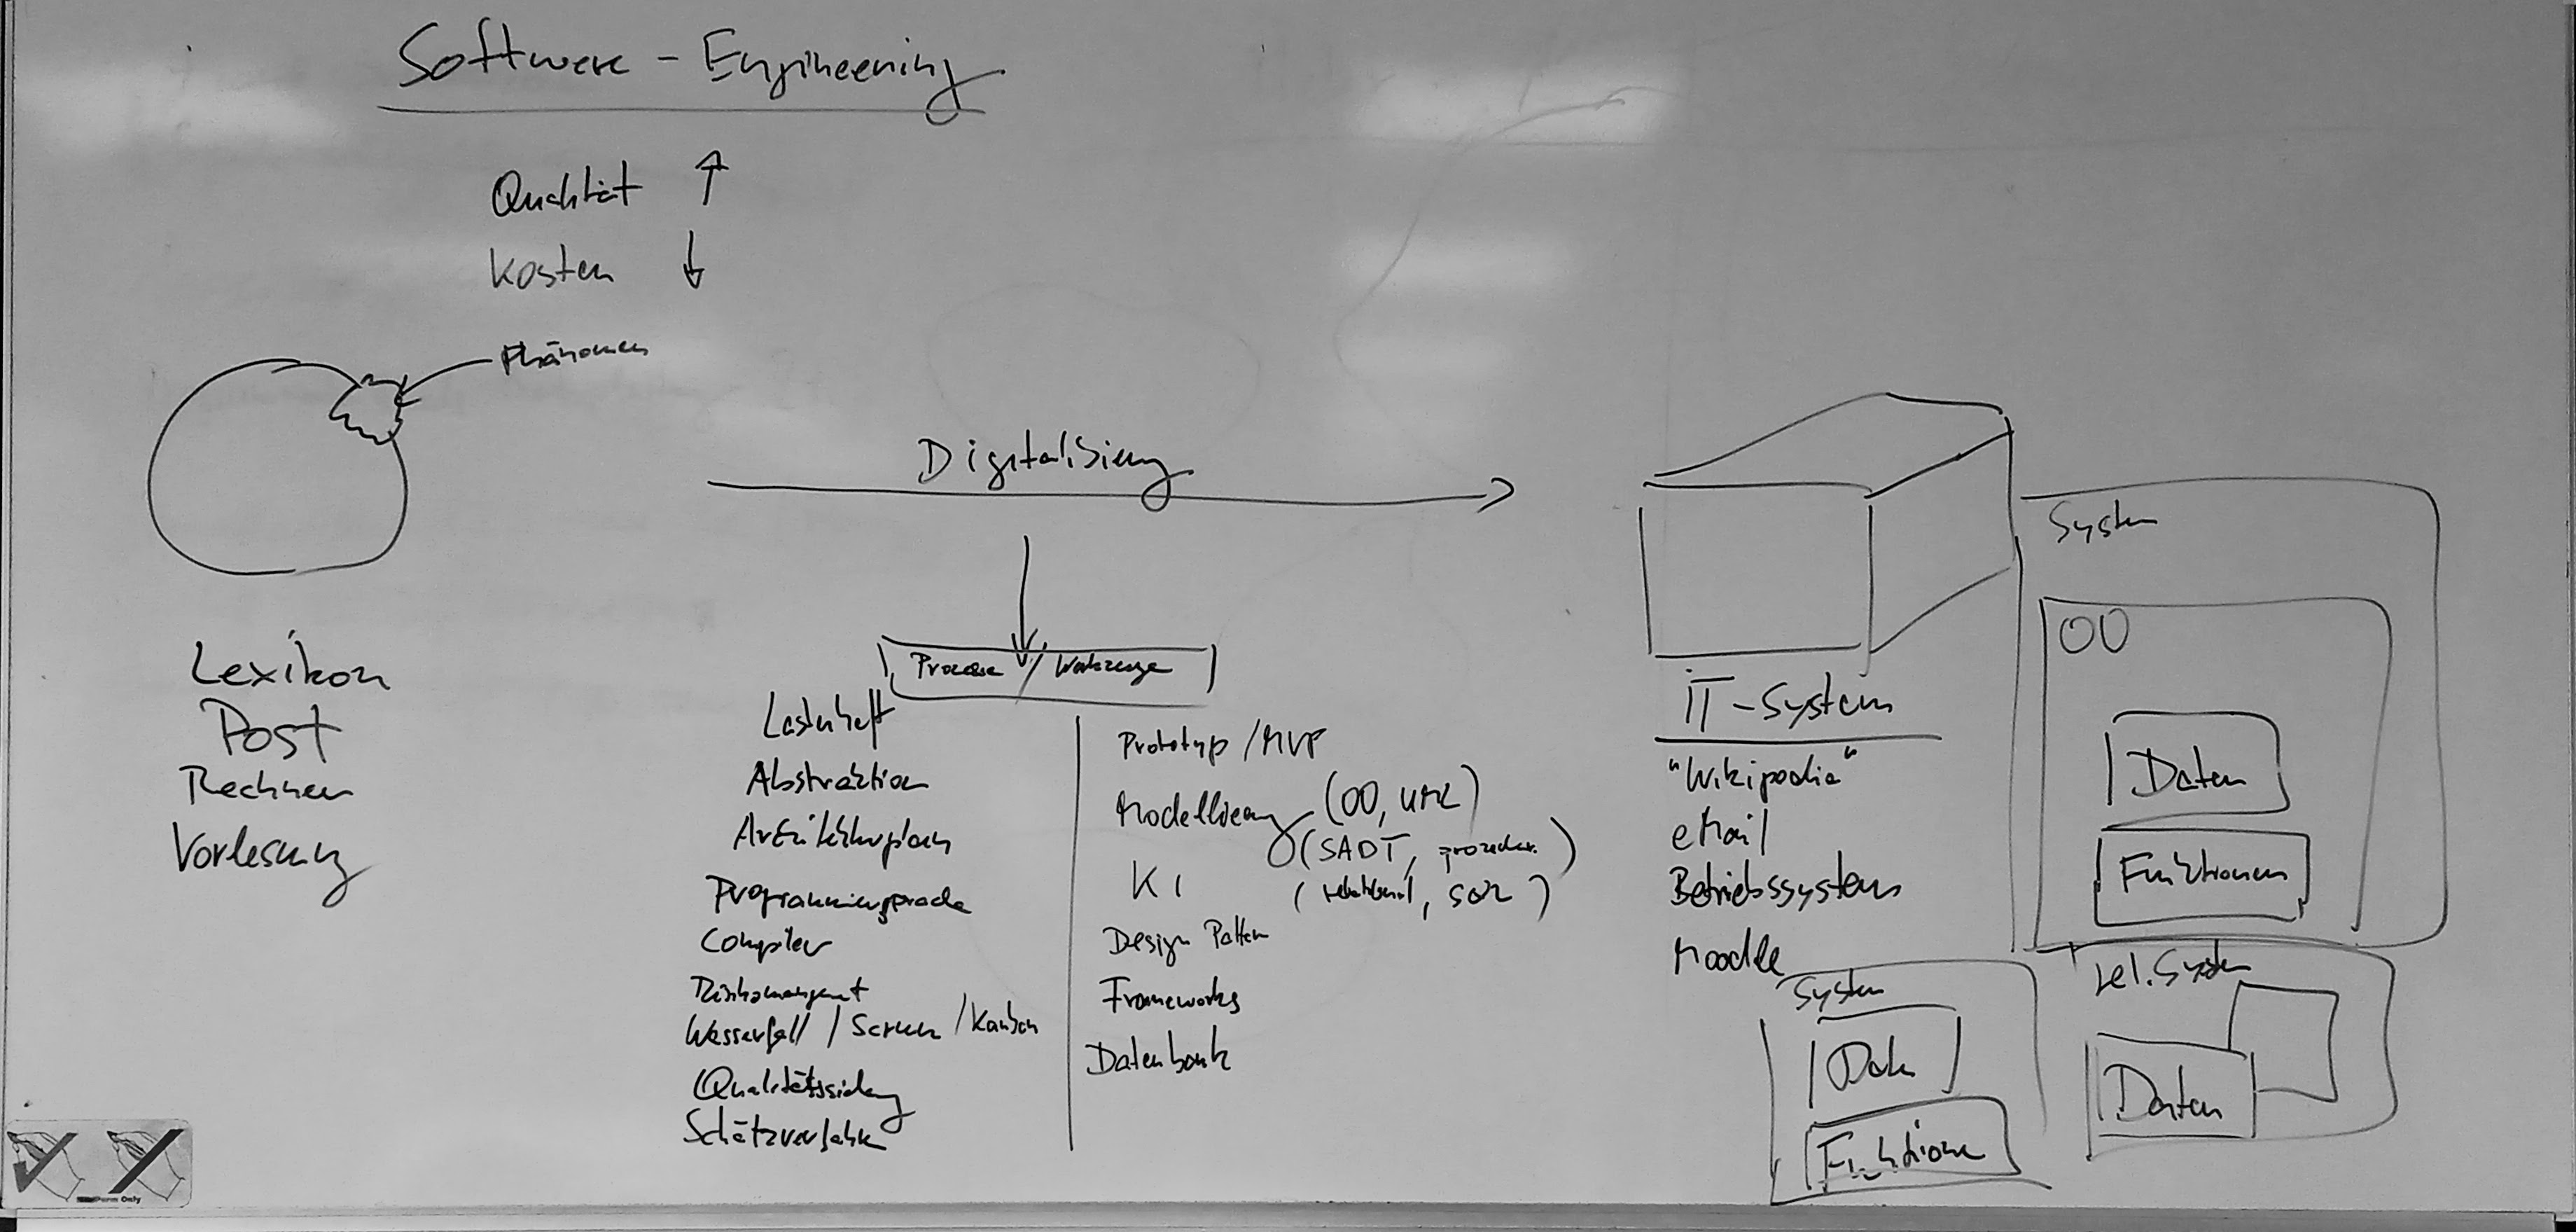 Software - Engineering
Qualität ↑
Kosten ↓
Phänomen
Digitalisierung
Prozesse / Werkzeuge
Lexikon
Post
Rechnen
Vorlesung
Lastenheft
Abstraktion
Architekturplan
Programmiersprache
Compiler
Risikomanagement
Wasserfall / Scrum / Kanban
Qualitätssicherung
Schätzverfahren
Prototyp / MVP
Modellierung (OO, UML)
(SADT, prozedur.)
(relational, SQL)
KI
Design Pattern
Frameworks
Datenbank
IT-System
"Wikipedia"
eMail
Betriebssystem
Moodle
System
OO
Daten
Funktionen
System
Daten
Funktionen
rel. System
Daten
Only